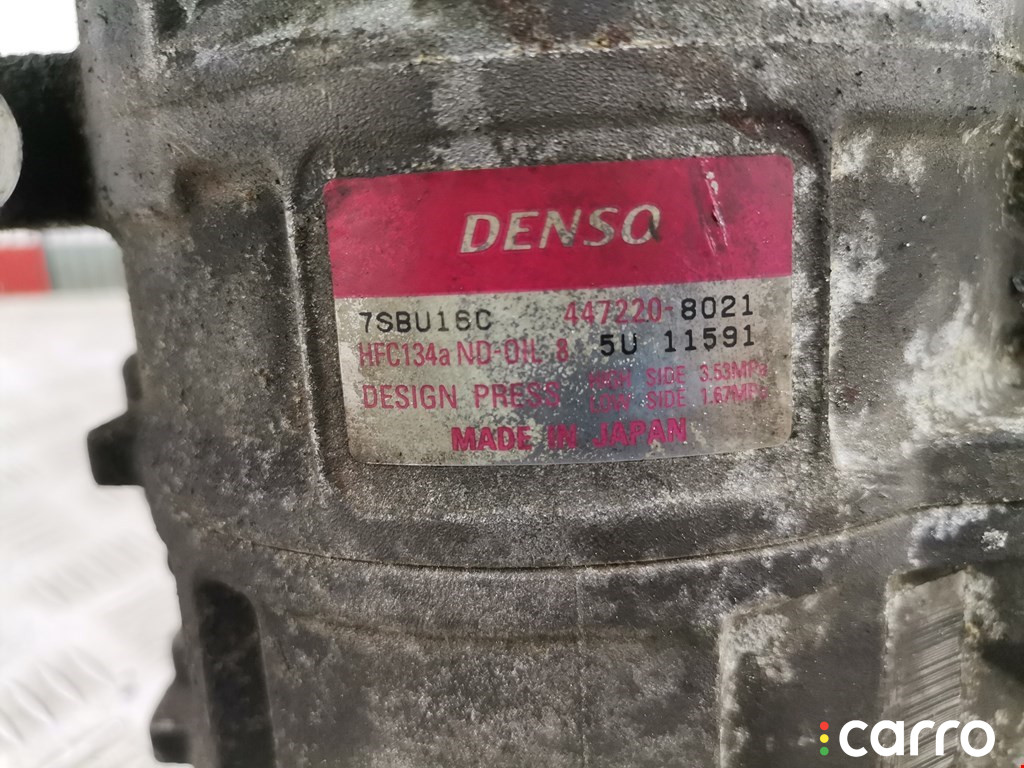 DENSO
7SBU16C 447220-8021
HFC134a ND-OIL 8 5U 11591
DESIGN PRESS HIGH SIDE 3.53MPa
LOW SIDE 1.67MPa
MADE IN JAPAN
carro